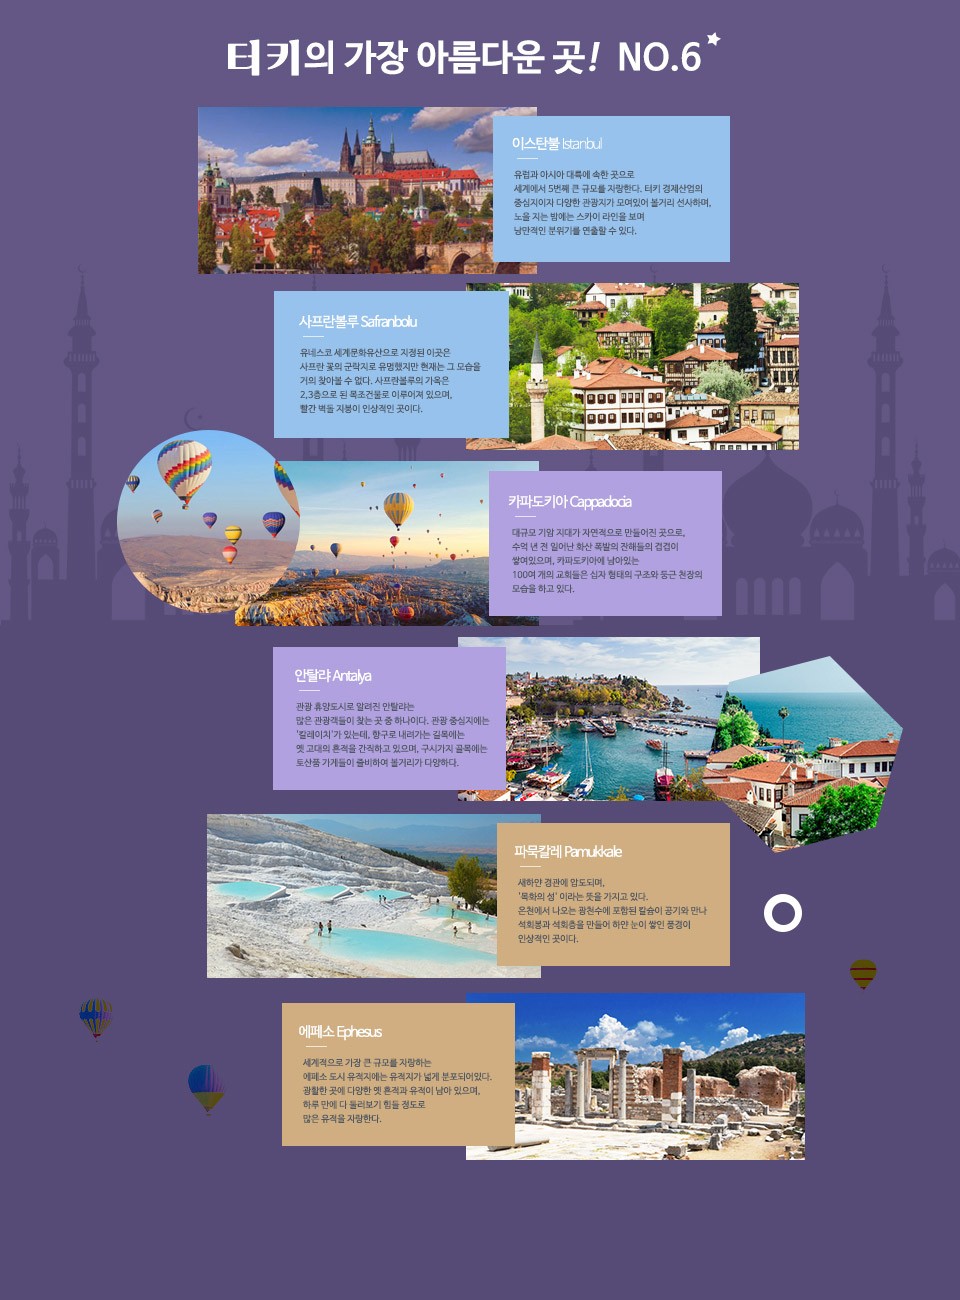 터키의 가장 아름다운 곳! NO.6
이스탄불 Istanbul
유럽과 아시아 대륙에 속한 곳으로
세계에서 5번째 큰 규모를 자랑한다. 터키 경제산업의
중심지이자 다양한 관광지가 모여있어 볼거리 선사하며,
노을 지는 밤에는 스카이 라인을 보며
낭만적인 분위기를 연출할 수 있다.
사프란볼루 Safranbolu
유네스코 세계문화유산으로 지정된 이곳은
사프란 꽃의 군락지로 유명했지만 현재는 그 모습을
거의 찾아볼 수 없다. 사프란볼루의 가옥은
2,3층으로 된 목조건물로 이루어져 있으며,
빨간 벽돌 지붕이 인상적인 곳이다.
카파도키아 Cappadocia
대규모 기암 지대가 자연적으로 만들어진 곳으로,
수억 년 전 일어난 화산 폭발의 잔해들의 겹겹이
쌓여있으며, 카파도키아에 남아있는
100여 개의 교회들은 십자 형태의 구조와 둥근 천장의
모습을 하고 있다.
안탈랴 Antalya
관광 휴양도시로 알려진 안탈랴는
많은 관광객들이 찾는 곳 중 하나이다. 관광 중심지에는
'칼레이치'가 있는데, 항구로 내려가는 길목에는
옛 고대의 흔적을 간직하고 있으며, 구시가지 골목에는
토산품 가게들이 즐비하여 볼거리가 다양하다.
파묵칼레 Pamukkale
새하얀 경관에 압도되며,
'목화의 성' 이라는 뜻을 가지고 있다.
온천에서 나오는 광천수에 포함된 칼슘이 공기와 만나
석회봉과 석회층을 만들어 하얀 눈이 쌓인 풍경이
인상적인 곳이다.
에페소 Ephesus
세계적으로 가장 큰 규모를 자랑하는
에페소 도시 유적지에는 유적지가 넓게 분포되어있다.
광활한 곳에 다양한 옛 흔적과 유적이 남아 있으며,
하루 만에 다 둘러보기 힘들 정도로
많은 유적을 자랑한다.